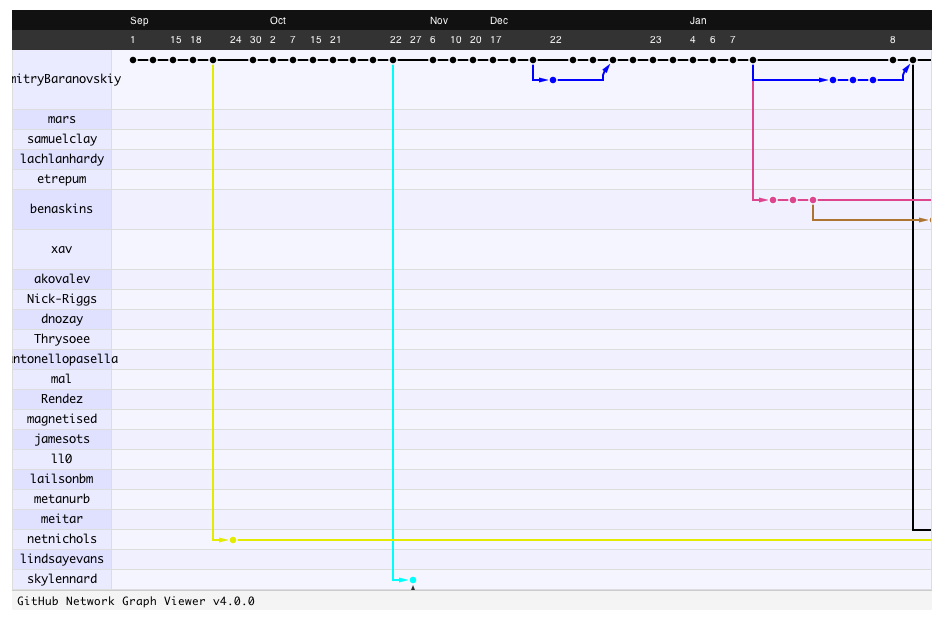 Sep Oct Nov Dec Jan
1 15 18 24 30 2 7 15 21 22 27 6 10 20 17 22 23 4 6 7 8
mitryBaranovskiy
mars
samuelclay
lachlanhardy
etrepum
benaskins
xav
akovalev
Nick-Riggs
dnozay
Thrysoee
ntonellopasella
mal
Rendez
magnetised
jamesots
ll0
lailsonbm
metanurb
meitar
netnichols
lindsayevans
skylennard
GitHub Network Graph Viewer v4.0.0